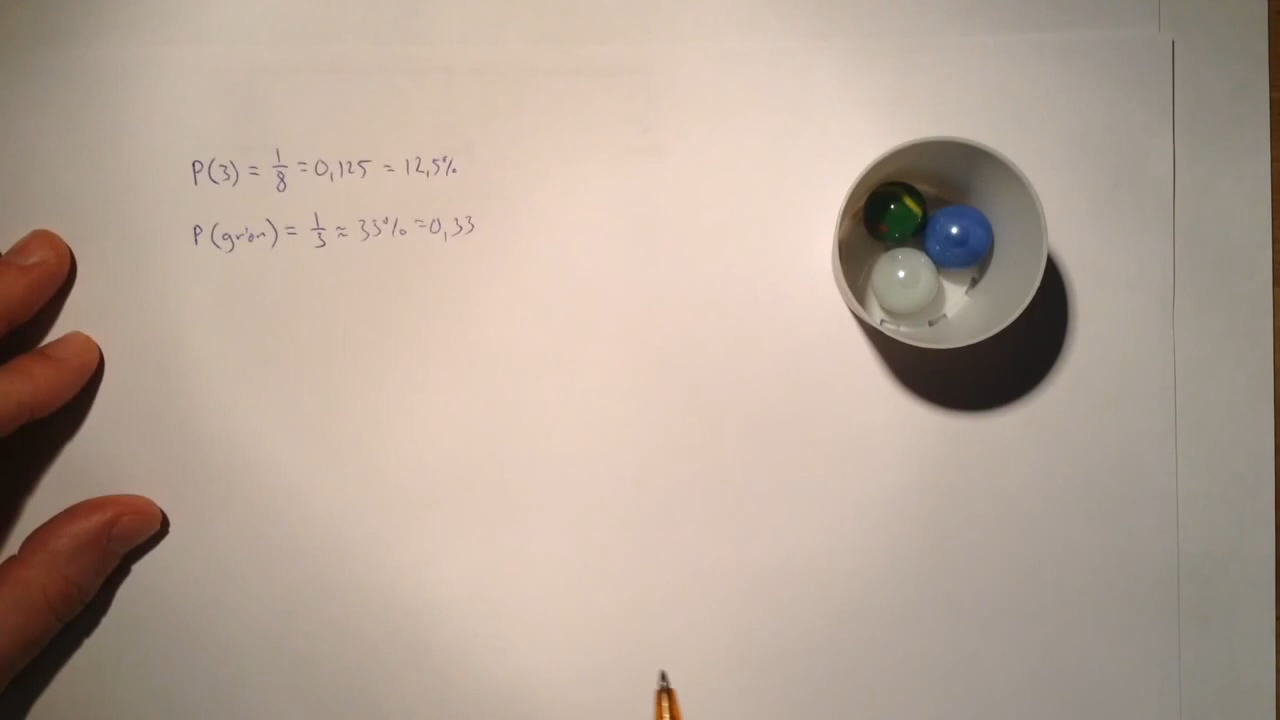 P(3) = 1/8 = 0,125 = 12,5%
P(grön) = 1/3 ≈ 33% = 0,33